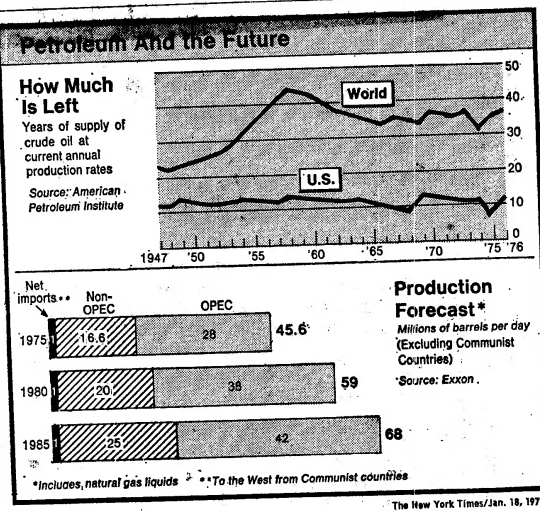 Petroleum And the Future
How Much
Is Left
Years of supply of
crude oil at
current annual
production rates
Source: American
Petroleum Institute
World
U.S.
50
40
30
20
10
0
1947 '50 '55 '60 '65 '70 '75 '76
Net
imports**
Non-
OPEC
OPEC
1975 1 16.6 28 45.6
1980 1 20 38 59
1985 1 25 42 68
Production
Forecast*
Millions of barrels per day
(Excluding Communist
Countries)
Source: Exxon
*Includes natural gas liquids **To the West from Communist countries
The New York Times/Jan. 18, 197